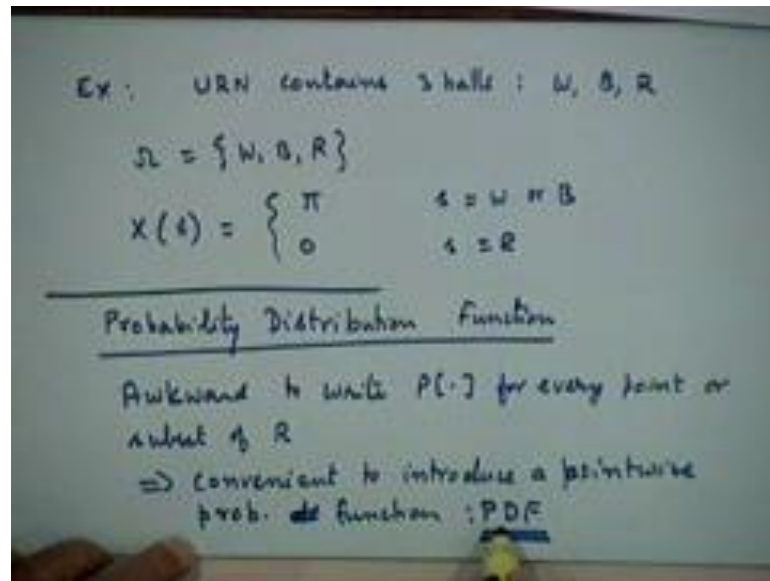 Ex: URN contains 3 balls : W, B, R
Ω = {W, B, R}
X(s) = { π s = W or B
0 s = R
Probability Distribution Function
Awkward to write P[·] for every point or
subset of R
⇒ convenient to introduce a pointwise
prob. function : PDF